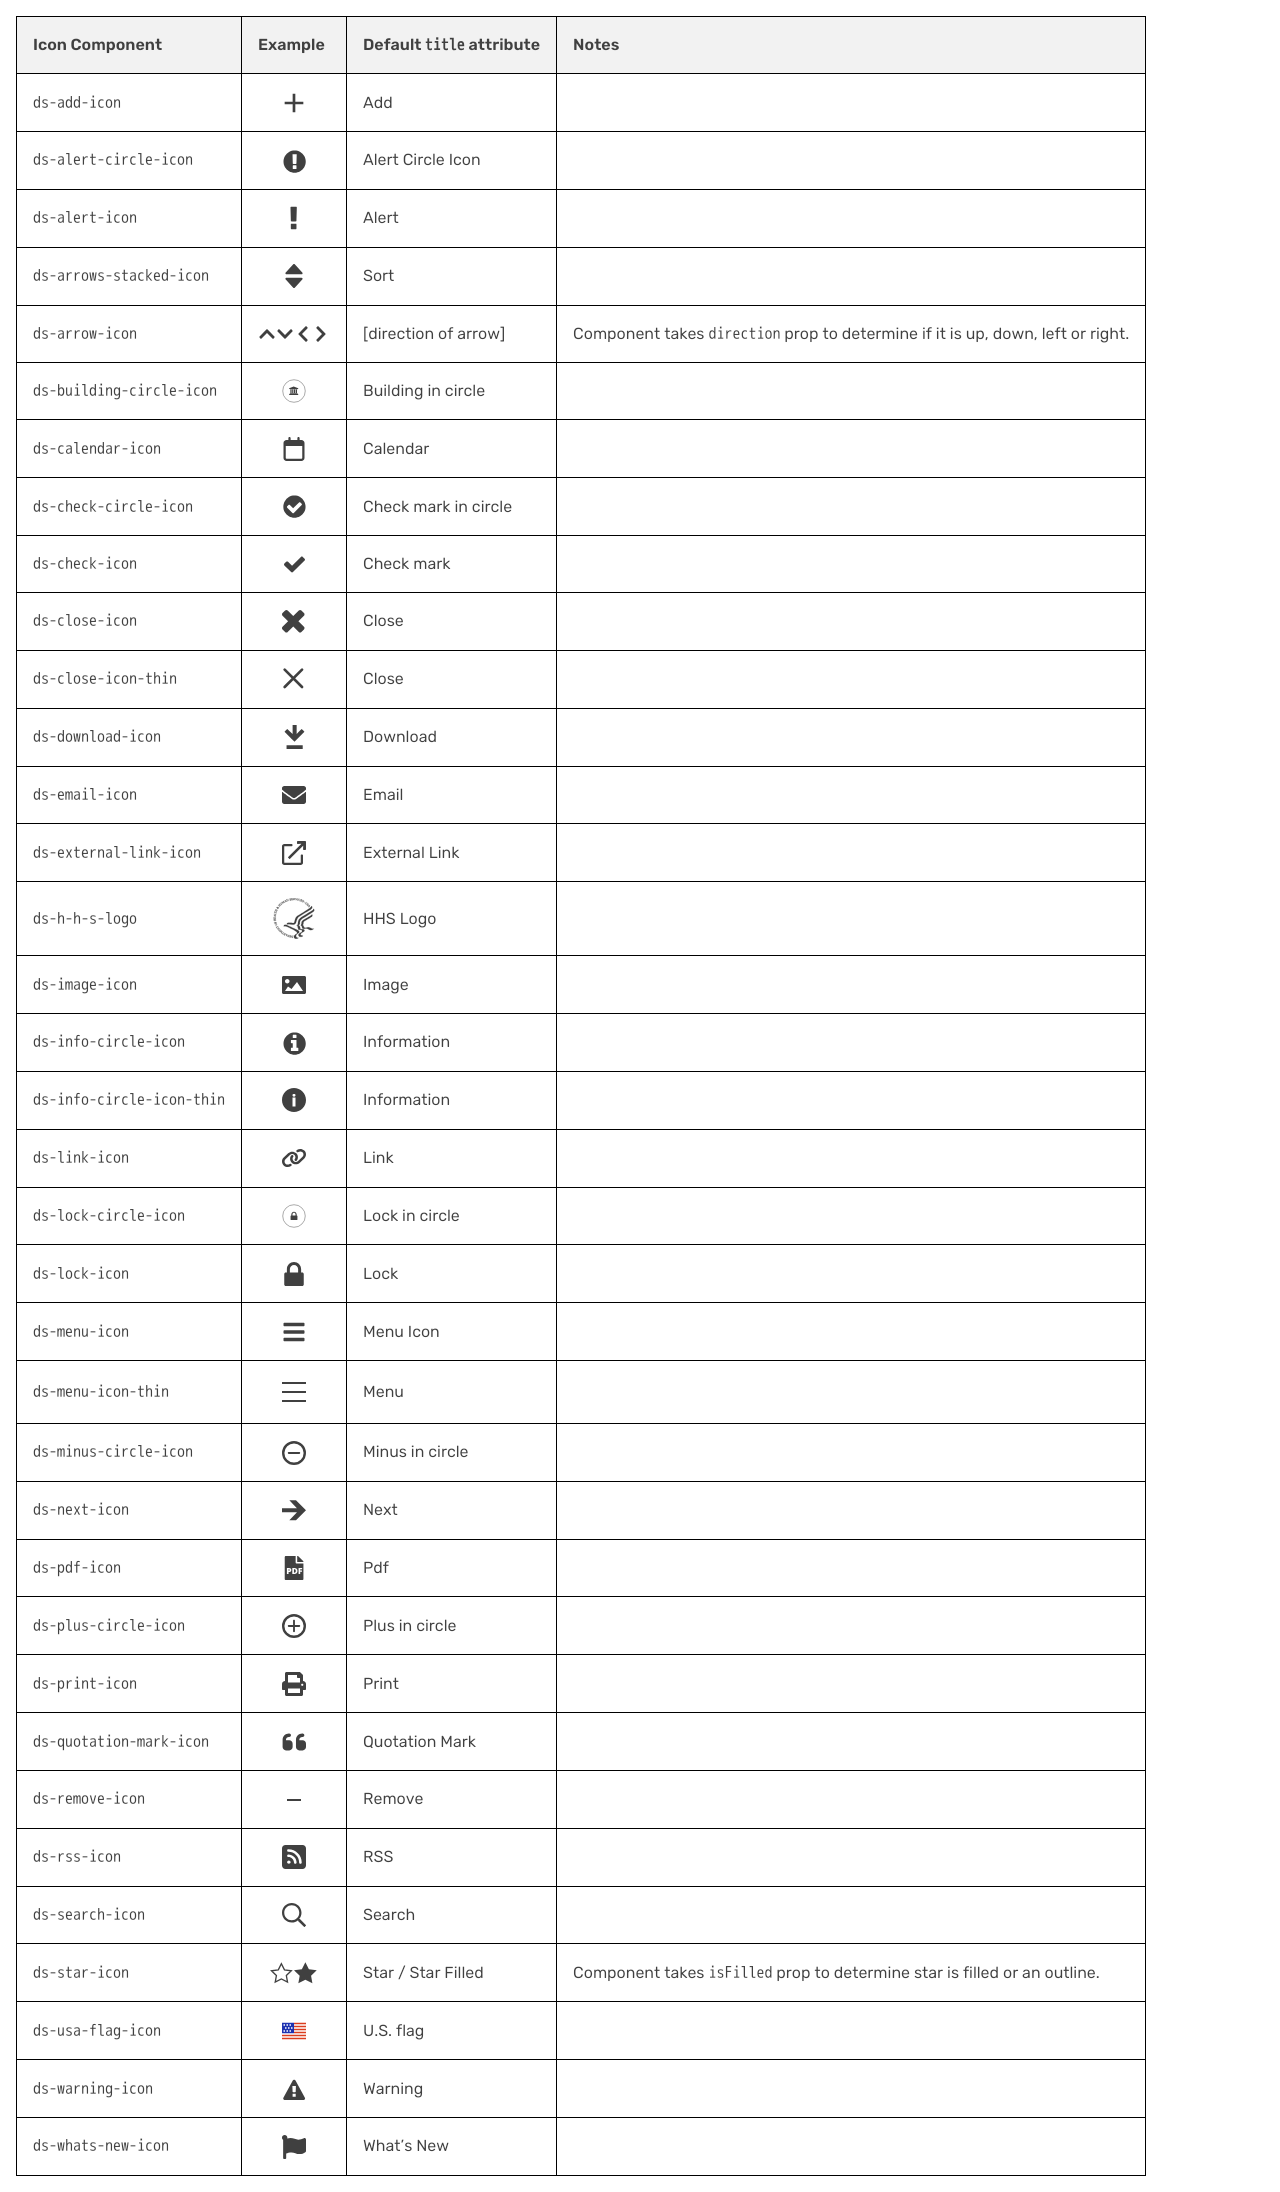 Icon Component Example Default title attribute Notes
ds-add-icon Add
ds-alert-circle-icon Alert Circle Icon
ds-alert-icon Alert
ds-arrows-stacked-icon Sort
ds-arrow-icon [direction of arrow] Component takes direction prop to determine if it is up, down, left or right.
ds-building-circle-icon Building in circle
ds-calendar-icon Calendar
ds-check-circle-icon Check mark in circle
ds-check-icon Check mark
ds-close-icon Close
ds-close-icon-thin Close
ds-download-icon Download
ds-email-icon Email
ds-external-link-icon External Link
ds-h-h-s-logo HHS Logo
ds-image-icon Image
ds-info-circle-icon Information
ds-info-circle-icon-thin Information
ds-link-icon Link
ds-lock-circle-icon Lock in circle
ds-lock-icon Lock
ds-menu-icon Menu Icon
ds-menu-icon-thin Menu
ds-minus-circle-icon Minus in circle
ds-next-icon Next
ds-pdf-icon PDF Pdf
ds-plus-circle-icon Plus in circle
ds-print-icon Print
ds-quotation-mark-icon Quotation Mark
ds-remove-icon Remove
ds-rss-icon RSS
ds-search-icon Search
ds-star-icon Star / Star Filled Component takes isFilled prop to determine star is filled or an outline.
ds-usa-flag-icon U.S. flag
ds-warning-icon Warning
ds-whats-new-icon What’s New